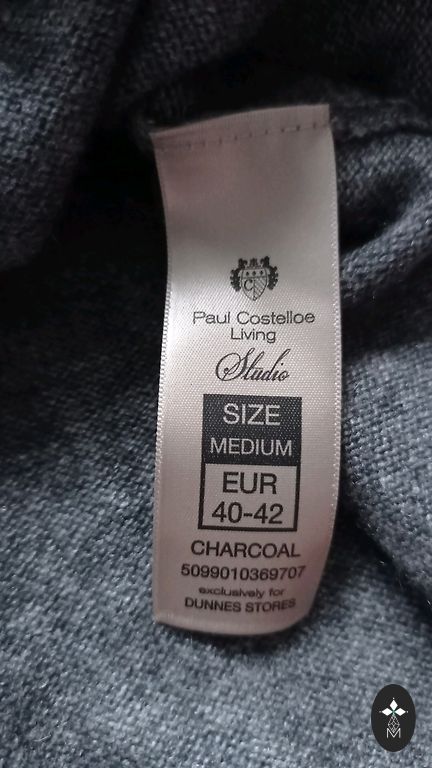 C
Paul Costelloe
Living
Studio
SIZE
MEDIUM
EUR
40-42
CHARCOAL
5099010369707
exclusively for
DUNNES STORES
M